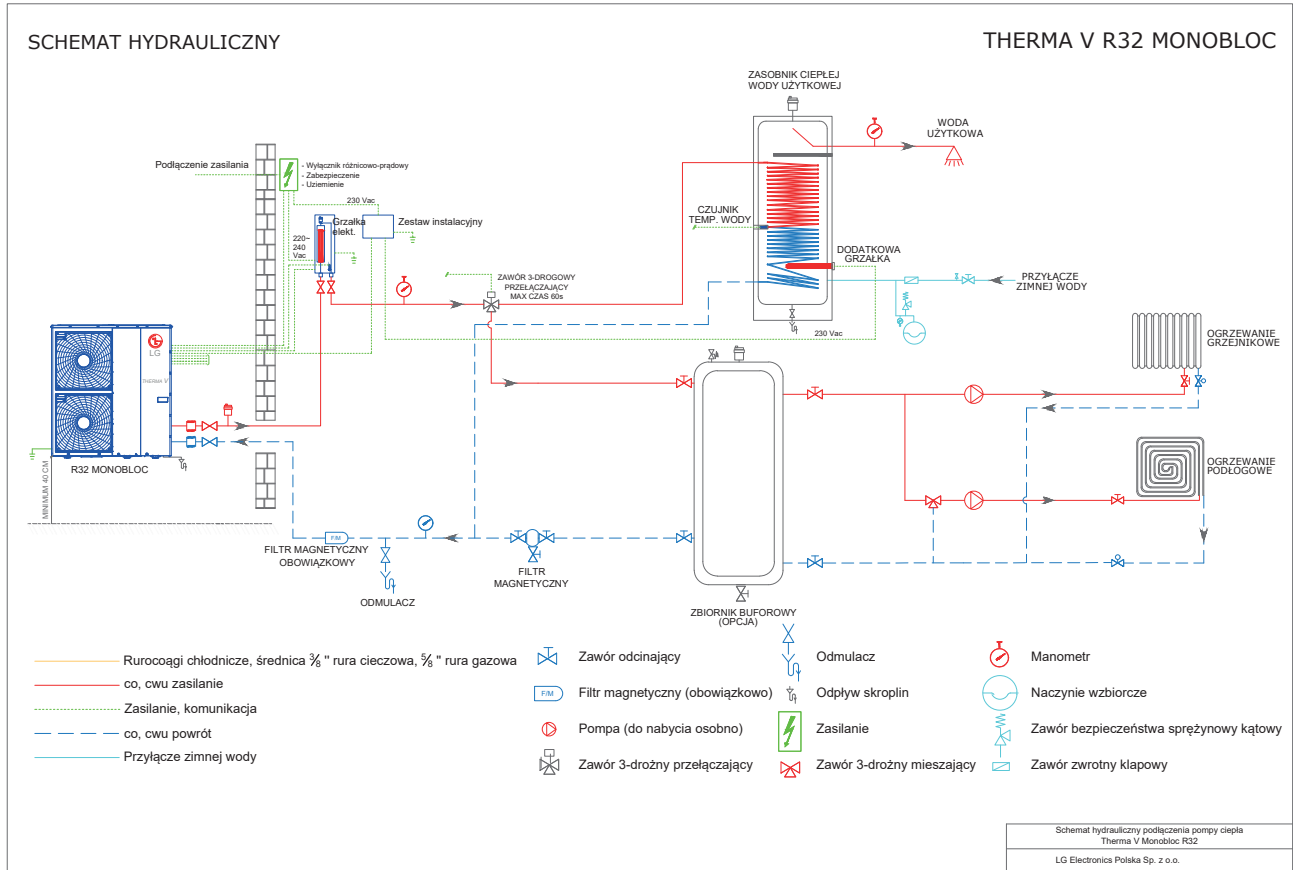 SCHEMAT HYDRAULICZNY
THERMA V R32 MONOBLOC
ZASOBNIK CIEPŁEJ
WODY UŻYTKOWEJ
WODA
UŻYTKOWA
Podłączenie zasilania
- Wyłącznik różnicowo-prądowy
- Zabezpieczenie
- Uziemienie
230 Vac
Grzałka
elekt.
Zestaw instalacyjny
220~
240
Vac
CZUJNIK
TEMP. WODY
DODATKOWA
GRZAŁKA
ZAWÓR 3-DROGOWY
PRZEŁĄCZAJĄCY
MAX CZAS 60s
PRZYŁĄCZE
ZIMNEJ WODY
230 Vac
LG
THERMA V
OGRZEWANIE
GRZEJNIKOWE
R32 MONOBLOC
MINIMUM 40 CM
OGRZEWANIE
PODŁOGOWE
F/M
FILTR MAGNETYCZNY
OBOWIĄZKOWY
FILTR
MAGNETYCZNY
ODMULACZ
ZBIORNIK BUFOROWY
(OPCJA)
Rurocoągi chłodnicze, średnica ⅜ " rura cieczowa, ⅝ " rura gazowa
co, cwu zasilanie
Zasilanie, komunikacja
co, cwu powrót
Przyłącze zimnej wody
Zawór odcinający
F/M Filtr magnetyczny (obowiązkowo)
Pompa (do nabycia osobno)
Zawór 3-drożny przełączający
Odmulacz
Odpływ skroplin
Zasilanie
Zawór 3-drożny mieszający
Manometr
Naczynie wzbiorcze
Zawór bezpieczeństwa sprężynowy kątowy
Zawór zwrotny klapowy
Schemat hydrauliczny podłączenia pompy ciepła
Therma V Monobloc R32
LG Electronics Polska Sp. z o.o.